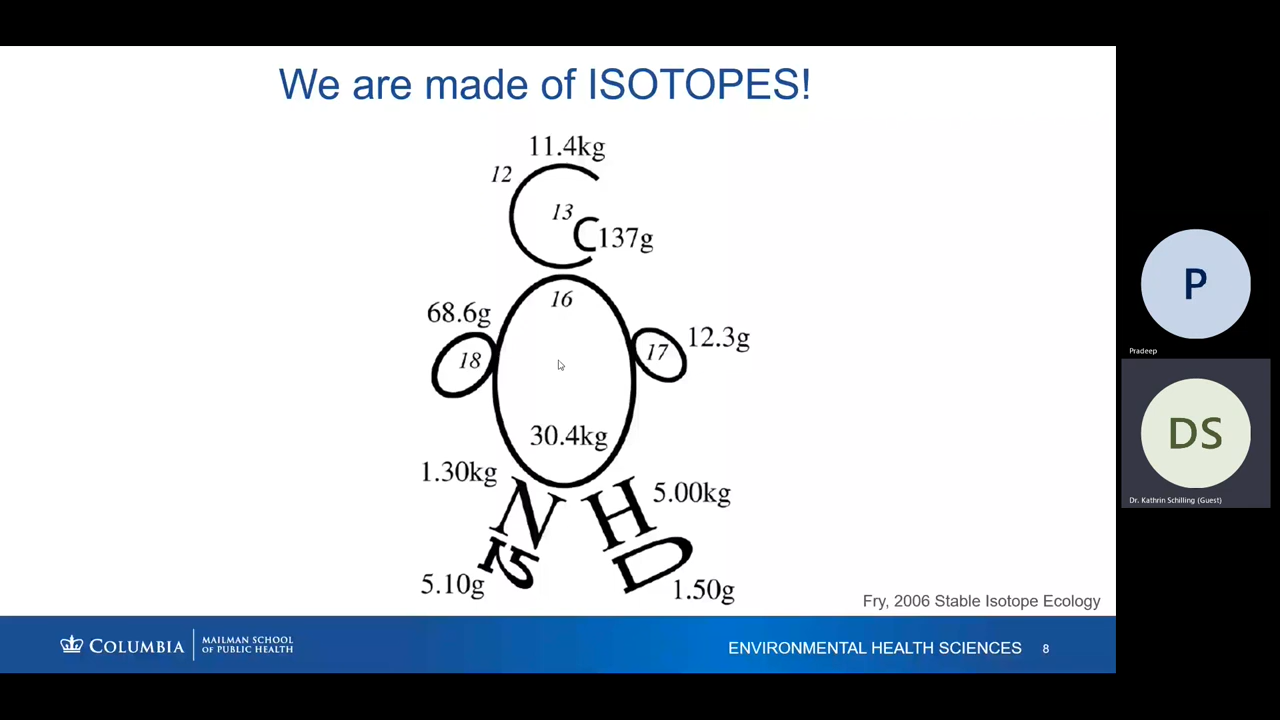 We are made of ISOTOPES!
11.4kg
12
13
C
C
137g
16
68.6g
18
17
12.3g
30.4kg
1.30kg
N
H
5.00kg
15
D
5.10g
1.50g
Fry, 2006 Stable Isotope Ecology
COLUMBIA
MAILMAN SCHOOL
OF PUBLIC HEALTH
ENVIRONMENTAL HEALTH SCIENCES
8
P
Pradeep
DS
Dr. Kathrin Schilling (Guest)